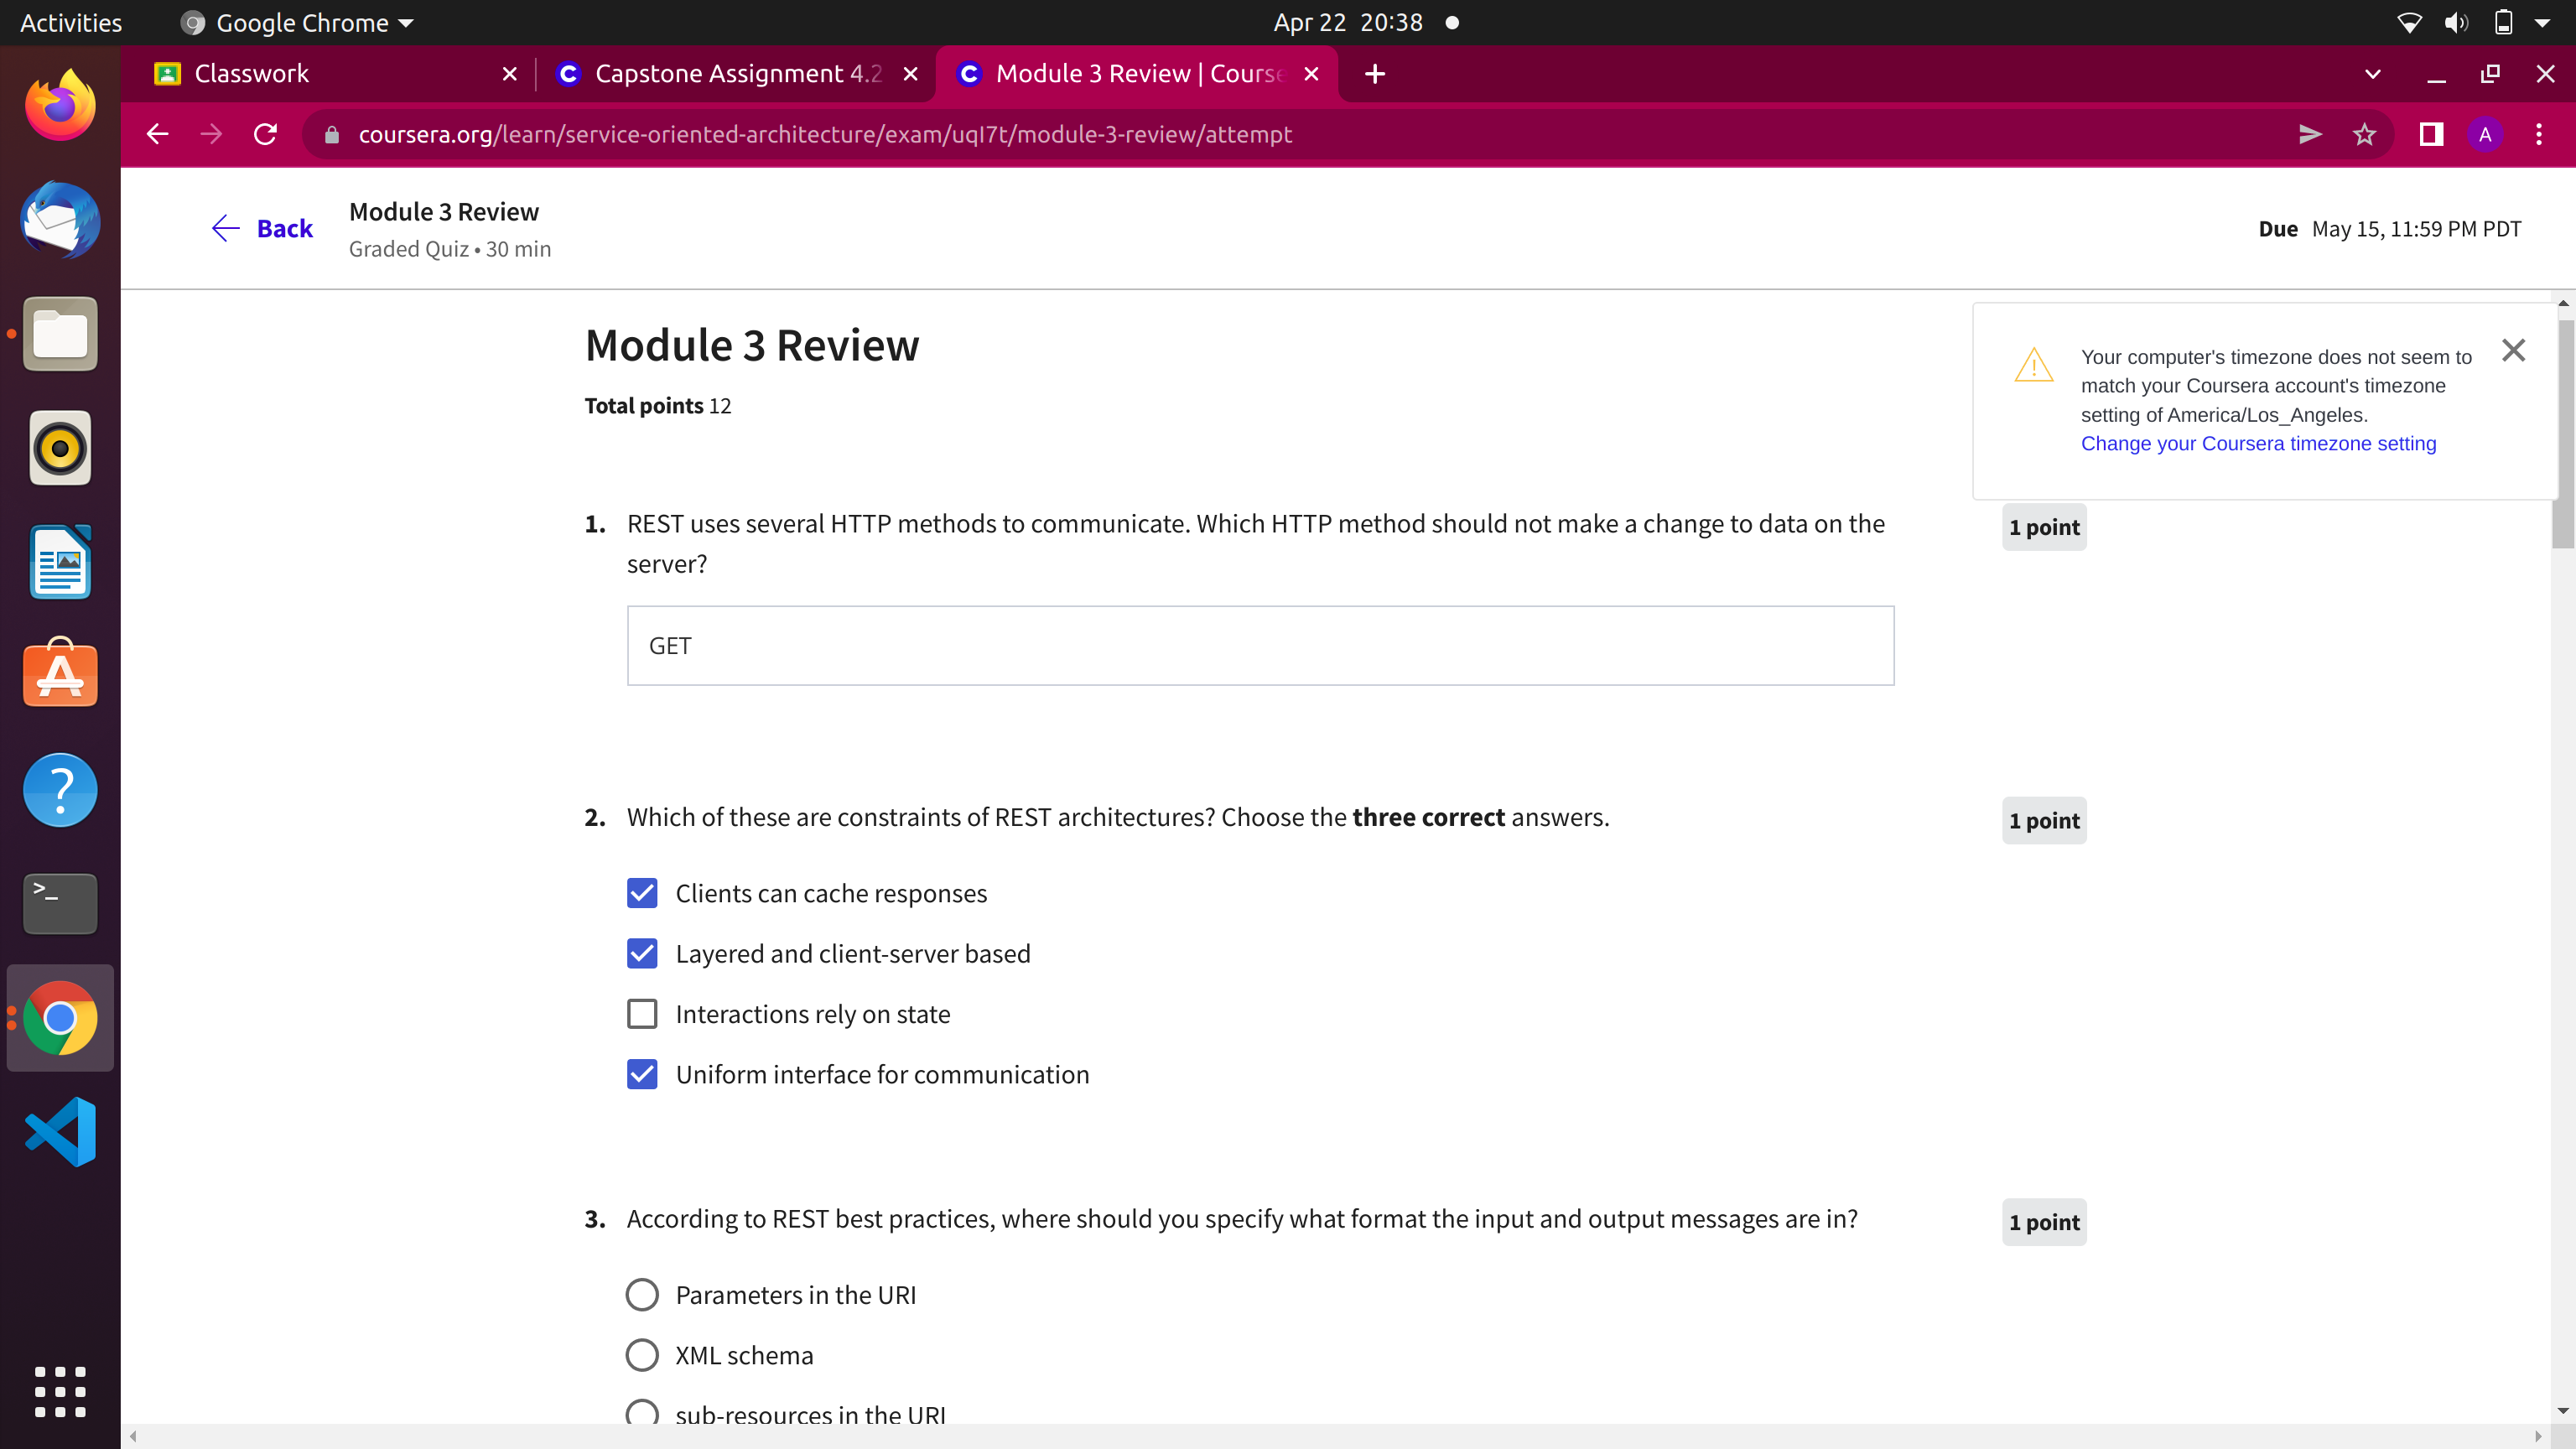 Activities
Google Chrome
Apr 22 20:38
Classwork
Capstone Assignment 4.2
Module 3 Review | Course
coursera.org/learn/service-oriented-architecture/exam/uqI7t/module-3-review/attempt
A
Back
Module 3 Review
Graded Quiz • 30 min
Due May 15, 11:59 PM PDT
Module 3 Review
Total points 12
Your computer's timezone does not seem to
match your Coursera account's timezone
setting of America/Los_Angeles.
Change your Coursera timezone setting
1. REST uses several HTTP methods to communicate. Which HTTP method should not make a change to data on the
server?
1 point
GET
2. Which of these are constraints of REST architectures? Choose the three correct answers.
1 point
Clients can cache responses
Layered and client-server based
Interactions rely on state
Uniform interface for communication
3. According to REST best practices, where should you specify what format the input and output messages are in?
1 point
Parameters in the URI
XML schema
sub-resources in the URI